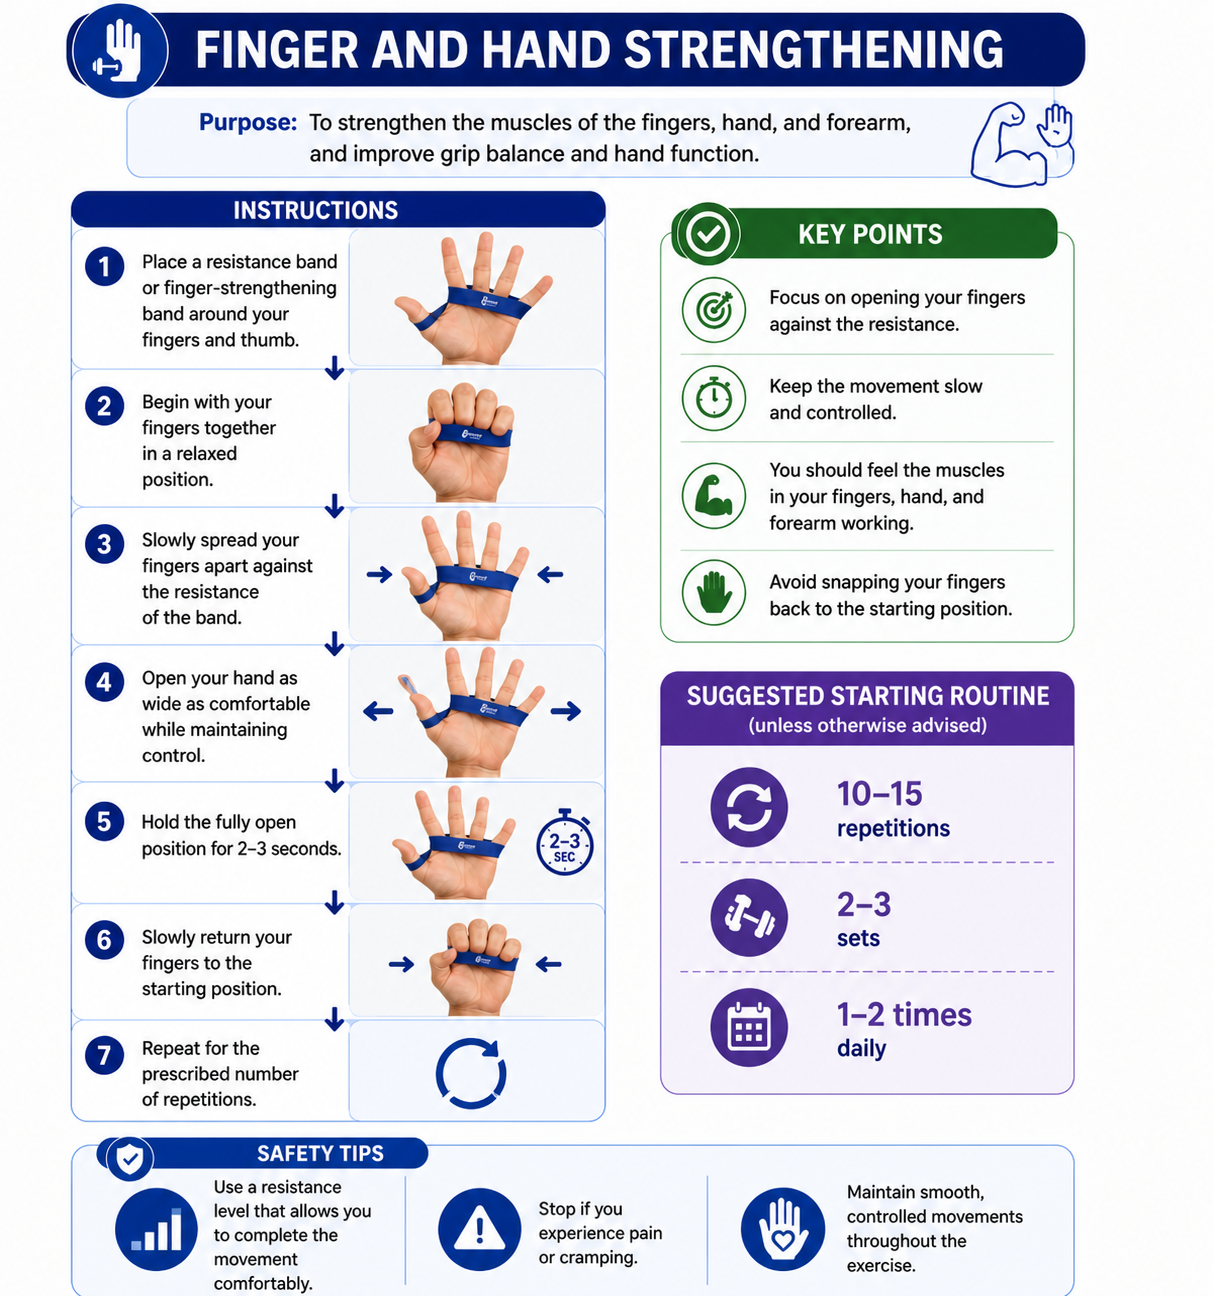 FINGER AND HAND STRENGTHENING
Purpose: To strengthen the muscles of the fingers, hand, and forearm,
and improve grip balance and hand function.
INSTRUCTIONS
1
Place a resistance band
or finger-strengthening
band around your
fingers and thumb.
2
Begin with your
fingers together
in a relaxed
position.
3
Slowly spread your
fingers apart against
the resistance
of the band.
4
Open your hand as
wide as comfortable
while maintaining
control.
5
Hold the fully open
position for 2–3 seconds.
2–3
SEC
6
Slowly return your
fingers to the
starting position.
7
Repeat for the
prescribed number
of repetitions.
KEY POINTS
Focus on opening your fingers
against the resistance.
Keep the movement slow
and controlled.
You should feel the muscles
in your fingers, hand, and
forearm working.
Avoid snapping your fingers
back to the starting position.
SUGGESTED STARTING ROUTINE
(unless otherwise advised)
10–15
repetitions
2–3
sets
1–2 times
daily
SAFETY TIPS
Use a resistance
level that allows you
to complete the
movement
comfortably.
Stop if you
experience pain
or cramping.
Maintain smooth,
controlled movements
throughout the
exercise.